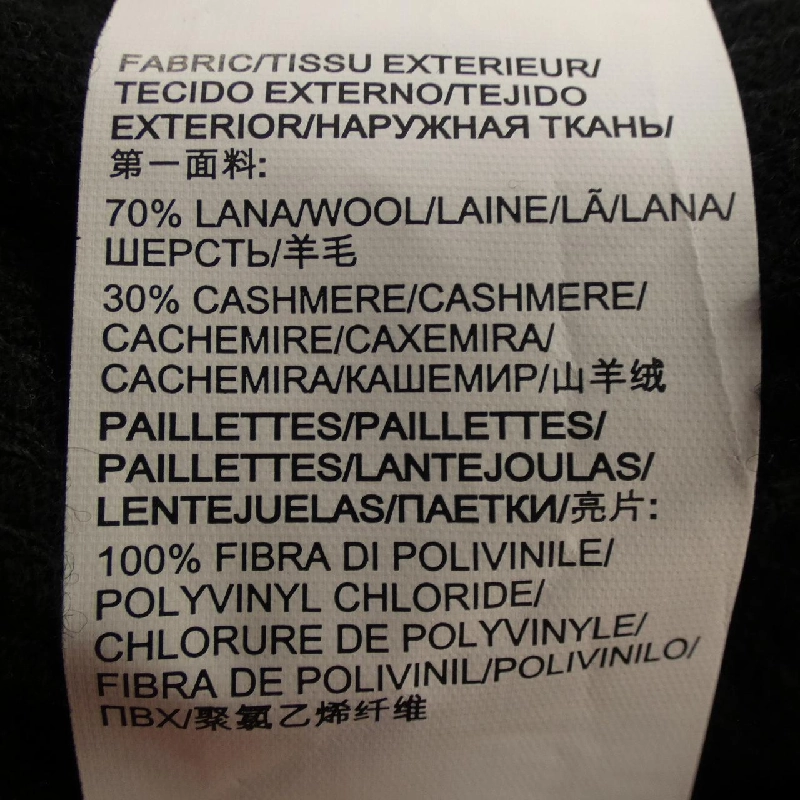 FABRIC/TISSU EXTERIEUR/
TECIDO EXTERNO/TEJIDO
EXTERIOR/НАРУЖНАЯ ТКАНЬ/
第一面料:
70% LANA/WOOL/LAINE/LÃ/LANA/
ШЕРСТЬ/羊毛
30% CASHMERE/CASHMERE/
CACHEMIRE/CAXEMIRA/
CACHEMIRA/КАШЕМИР/山羊绒
PAILLETTES/PAILLETTES/
PAILLETTES/LANTEJOULAS/
LENTEJUELAS/ПАЕТКИ/亮片:
100% FIBRA DI POLIVINILE/
POLYVINYL CHLORIDE/
CHLORURE DE POLYVINYLE/
FIBRA DE POLIVINIL/POLIVINILO/
ПВХ/聚氯乙烯纤维